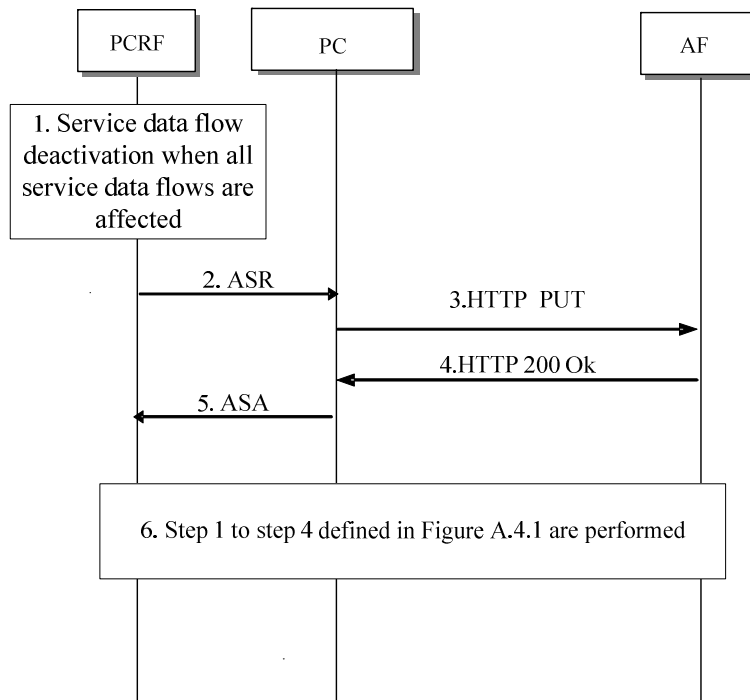 PCRF
PC
AF
1. Service data flow
deactivation when all
service data flows are
affected
2. ASR
3.HTTP PUT
4.HTTP 200 Ok
5. ASA
6. Step 1 to step 4 defined in Figure A.4.1 are performed